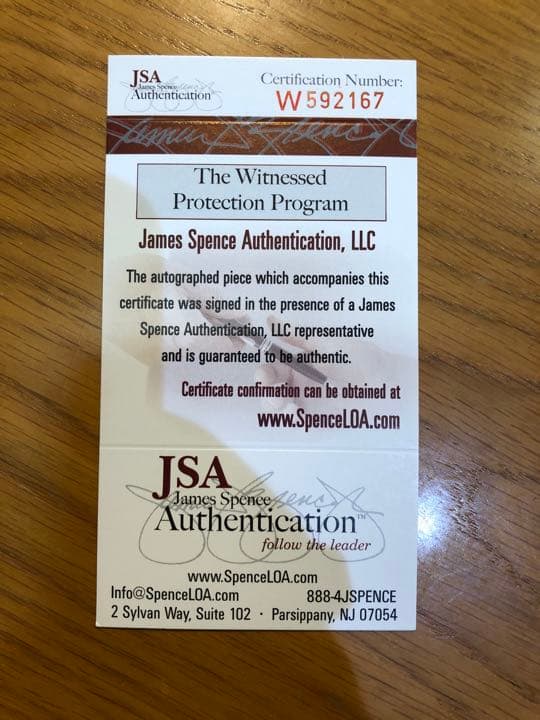 JSA
James Spence
Authentication
Certification Number:
W592167
James Spence
The Witnessed
Protection Program
James Spence Authentication, LLC
The autographed piece which accompanies this
certificate was signed in the presence of a James
Spence Authentication, LLC representative
and is guaranteed to be authentic.
Certificate confirmation can be obtained at
www.SpenceLOA.com
JSA
James Spence
Authentication™
follow the leader
www.SpenceLOA.com
Info@SpenceLOA.com 888-4JSPENCE
2 Sylvan Way, Suite 102 · Parsippany, NJ 07054